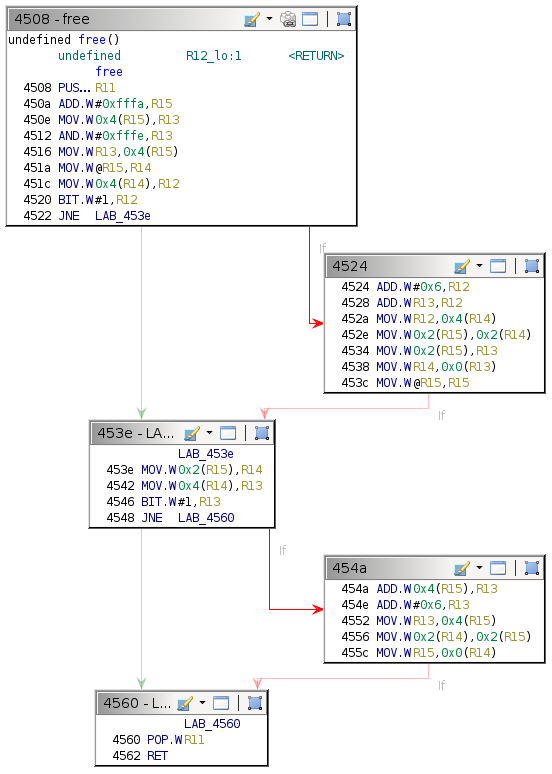 4508 - free
undefined free()
undefined R12_lo:1 <RETURN>
free
4508 PUS... R11
450a ADD.W #0xfffa,R15
450e MOV.W 0x4(R15),R13
4512 AND.W #0xfffe,R13
4516 MOV.W R13,0x4(R15)
451a MOV.W @R15,R14
451c MOV.W 0x4(R14),R12
4520 BIT.W #1,R12
4522 JNE LAB_453e
If
4524
4524 ADD.W #0x6,R12
4528 ADD.W R13,R12
452a MOV.W R12,0x4(R14)
452e MOV.W 0x2(R15),0x2(R14)
4534 MOV.W 0x2(R15),R13
4538 MOV.W R14,0x0(R13)
453c MOV.W @R15,R15
If
453e - LA...
LAB_453e
453e MOV.W 0x2(R15),R14
4542 MOV.W 0x4(R14),R13
4546 BIT.W #1,R13
4548 JNE LAB_4560
If
454a
454a ADD.W 0x4(R15),R13
454e ADD.W #0x6,R13
4552 MOV.W R13,0x4(R15)
4556 MOV.W 0x2(R14),0x2(R15)
455c MOV.W R15,0x0(R14)
If
4560 - L...
LAB_4560
4560 POP.W R11
4562 RET